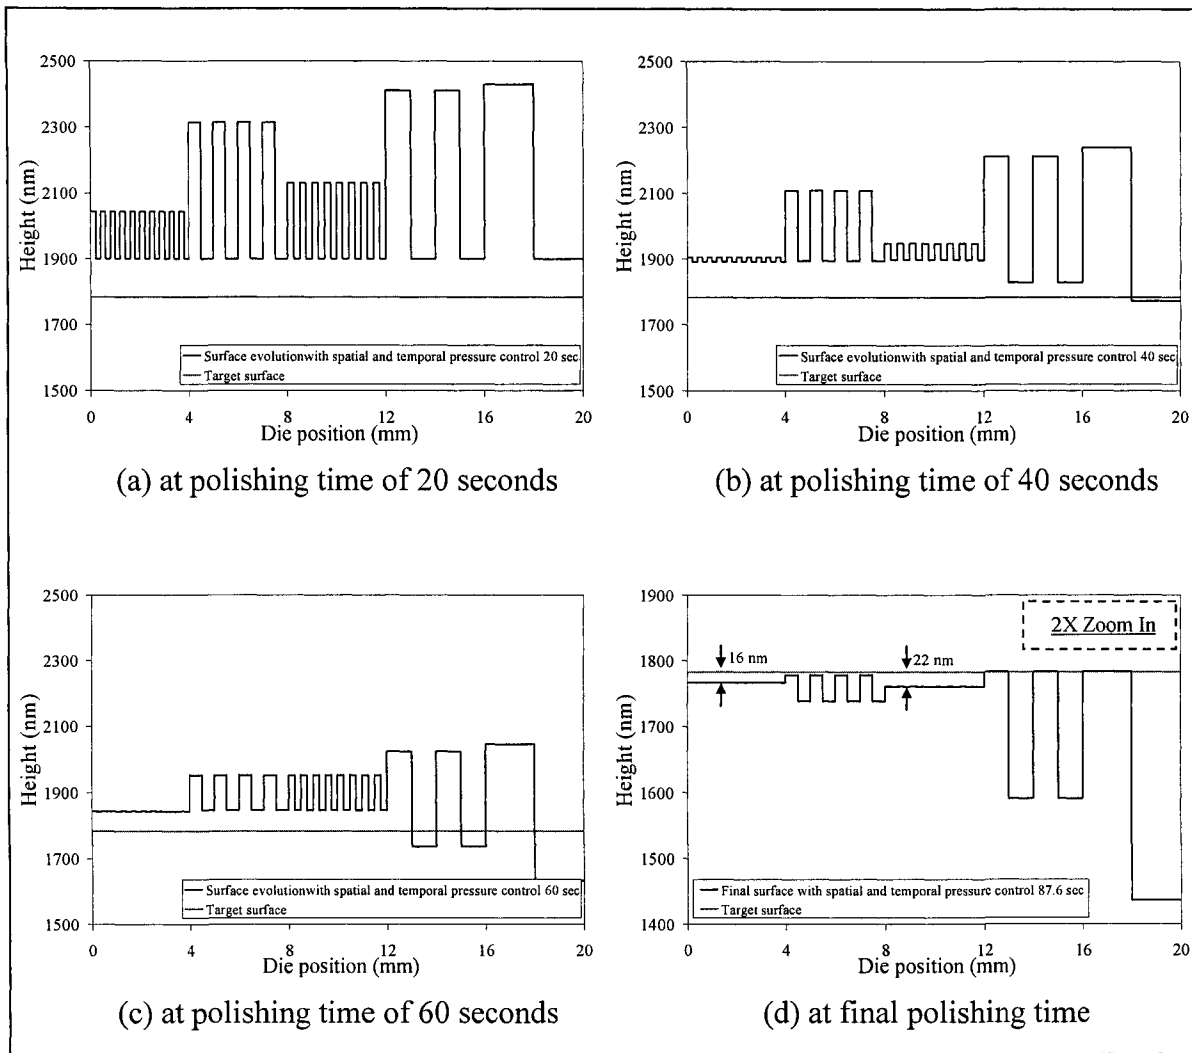 2500
2300
2100
1900
1700
1500
Height (nm)
Surface evolutionwith spatial and temporal pressure control 20 sec
Target surface
0 4 8 12 16 20
Die position (mm)
(a) at polishing time of 20 seconds
2500
2300
2100
1900
1700
1500
Height (nm)
Surface evolutionwith spatial and temporal pressure control 40 sec
Target surface
0 4 8 12 16 20
Die position (mm)
(b) at polishing time of 40 seconds
2500
2300
2100
1900
1700
1500
Height (nm)
Surface evolutionwith spatial and temporal pressure control 60 sec
Target surface
0 4 8 12 16 20
Die position (mm)
(c) at polishing time of 60 seconds
1900
1800
1700
1600
1500
1400
Height (nm)
2X Zoom In
16 nm
22 nm
Final surface with spatial and temporal pressure control 87.6 sec
Target surface
0 4 8 12 16 20
Die position (mm)
(d) at final polishing time